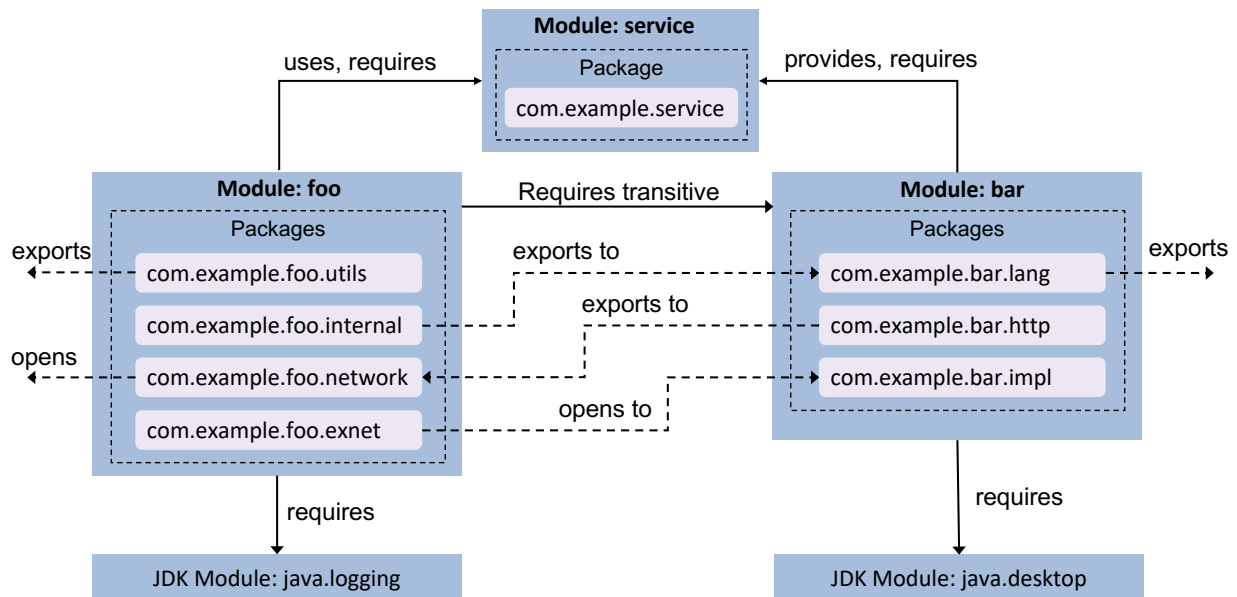 Module: service
Package
com.example.service
uses, requires
provides, requires
Module: foo
Packages
com.example.foo.utils
com.example.foo.internal
com.example.foo.network
com.example.foo.exnet
exports
opens
Requires transitive
exports to
exports to
opens to
Module: bar
Packages
com.example.bar.lang
com.example.bar.http
com.example.bar.impl
exports
requires
requires
JDK Module: java.logging
JDK Module: java.desktop